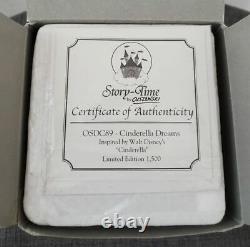 Story-Time
by OLSZEWSKI
Certificate of Authenticity
OSDC89 - Cinderella Dreams
Inspired by Walt Disney's
"Cinderella"
Limited Edition 1,500